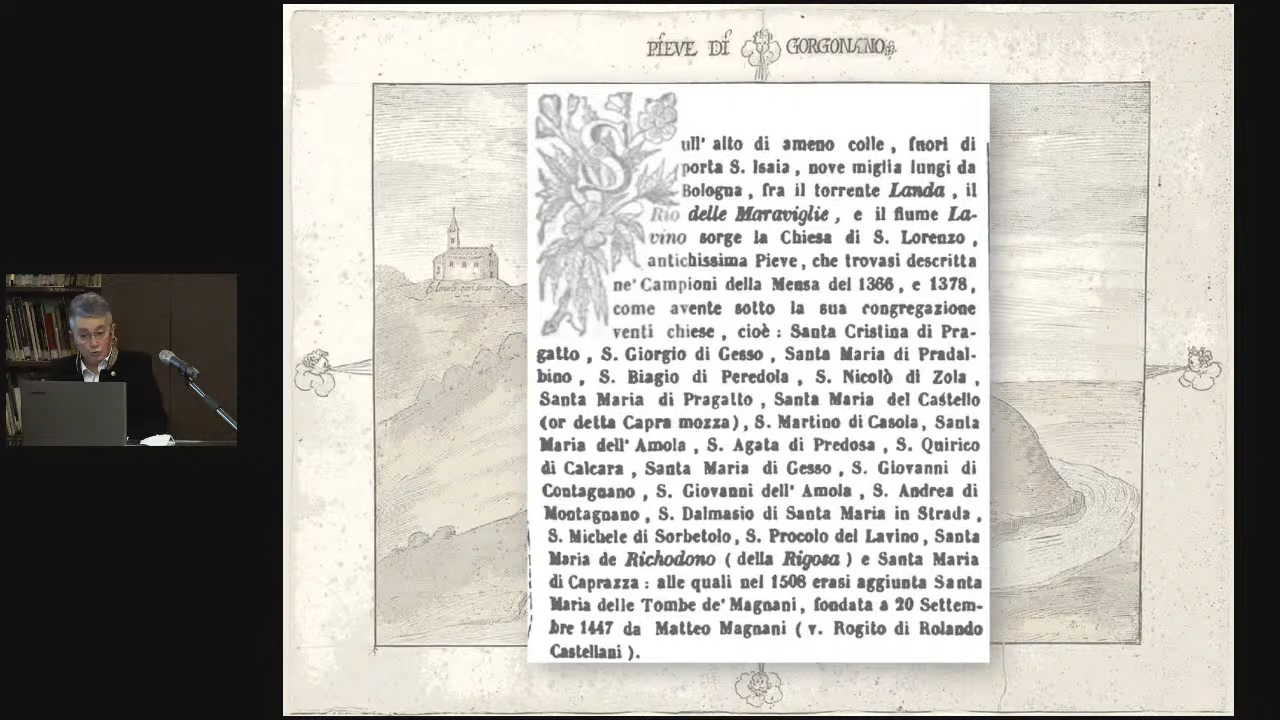 PIEVE DI GORGONANO
Sull' alto di ameno colle, fuori di
porta S. Isaia, nove miglia lungi da
Bologna, fra il torrente Landa, il
Rio delle Maraviglie, e il fiume La-
vino sorge la Chiesa di S. Lorenzo,
antichissima Pieve, che trovasi descritta
ne' Campioni della Mensa del 1366, e 1378,
come avente sotto la sua congregazione
venti chiese, cioè: Santa Cristina di Pra-
gatto, S. Giorgio di Gesso, Santa Maria di Pradal-
bino, S. Biagio di Peredola, S. Nicolò di Zola,
Santa Maria di Pragatto, Santa Maria del Castello
(or detta Capra mozza), S. Martino di Casola, Santa
Maria dell' Amola, S. Agata di Predosa, S. Quirico
di Calcara, Santa Maria di Gesso, S. Giovanni di
Contagnano, S. Giovanni dell' Amola, S. Andrea di
Montagnano, S. Dalmasio di Santa Maria in Strada,
S. Michele di Sorbetolo, S. Procolo del Lavino, Santa
Maria de Richodono (della Rigosa) e Santa Maria
di Caprazza: alle quali nel 1508 erasi aggiunta Santa
Maria delle Tombe de' Magnani, fondata a 20 Settem-
bre 1447 da Matteo Magnani (v. Rogito di Rolando
Castellani).